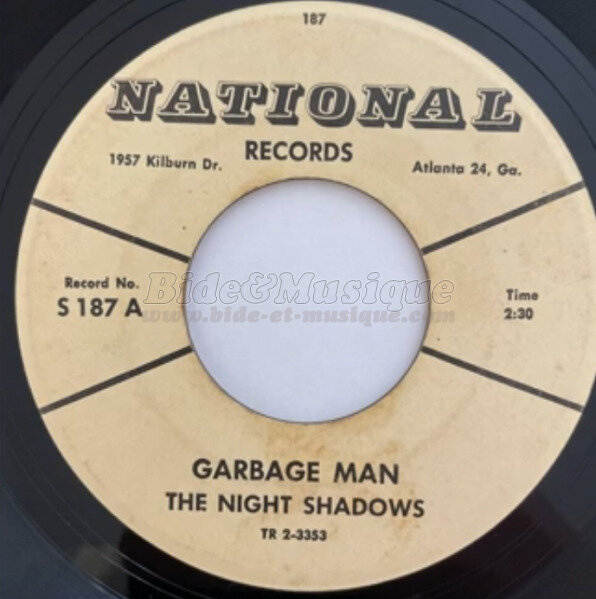 187
NATIONAL
RECORDS
1957 Kilburn Dr.
Atlanta 24, Ga.
Record No.
S 187 A
Bide&Musique
www.bide-et-musique.com
Time
2:30
GARBAGE MAN
THE NIGHT SHADOWS
TR 2-3353